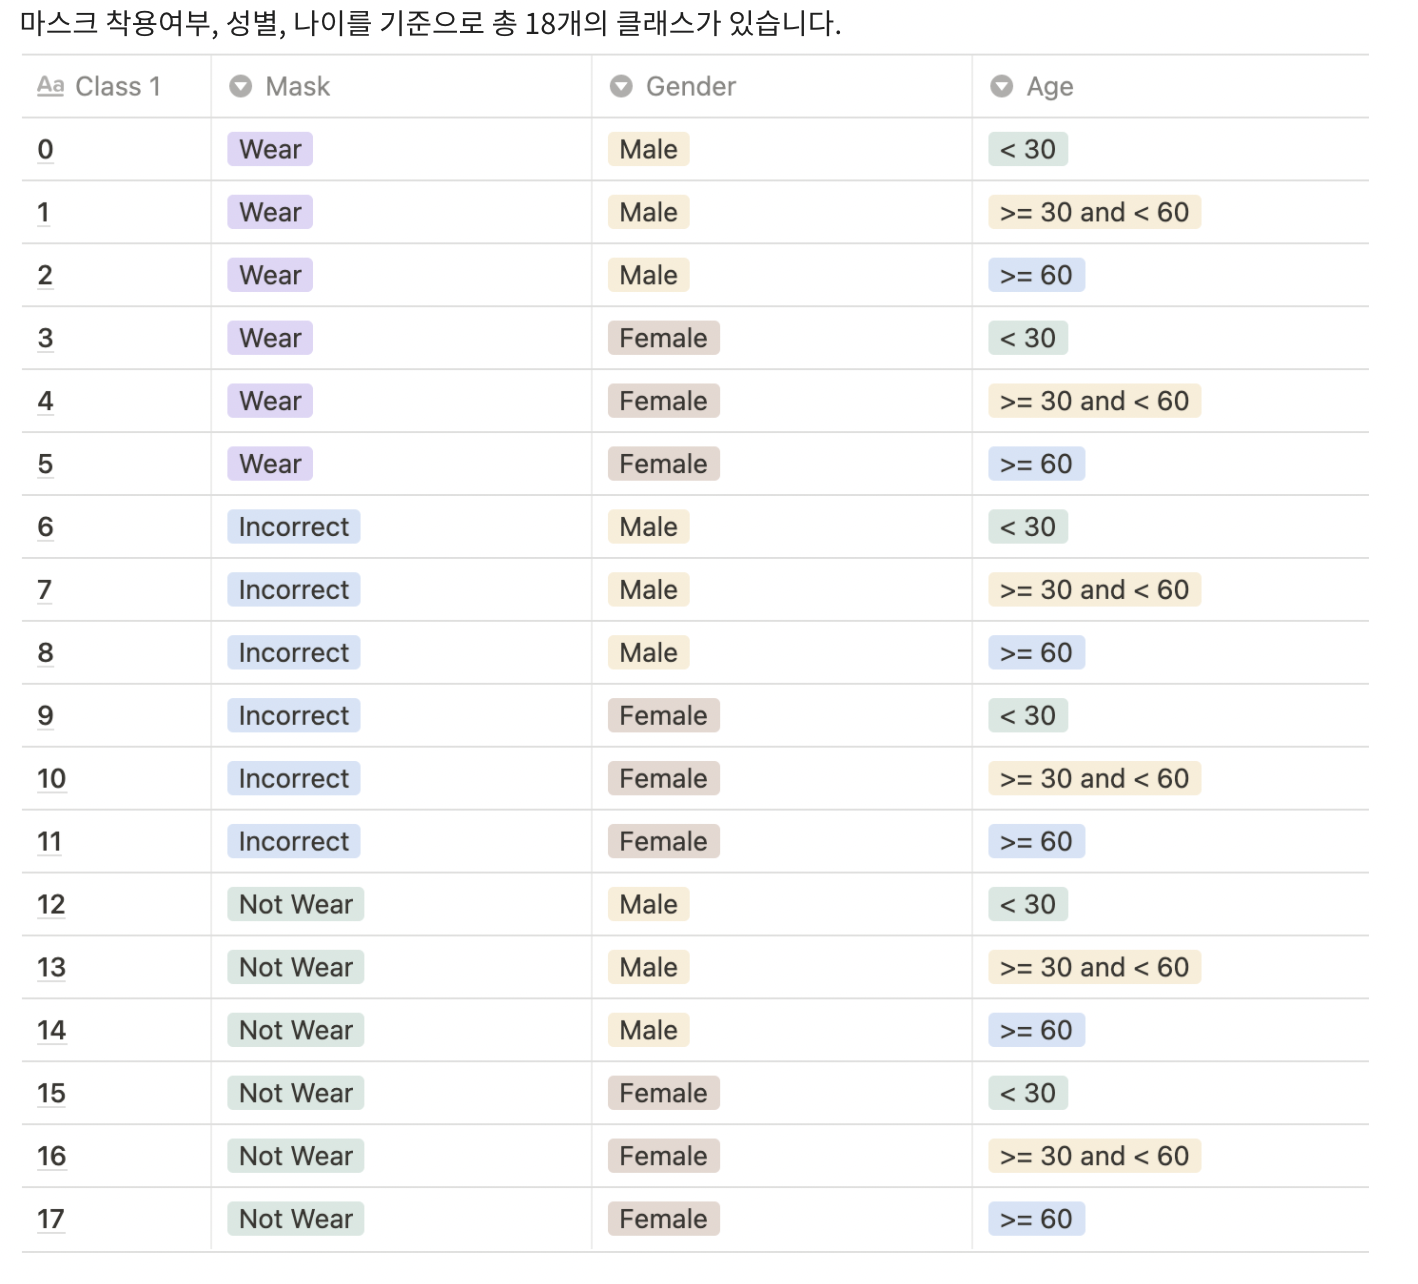 마스크 착용여부, 성별, 나이를 기준으로 총 18개의 클래스가 있습니다.
Aa Class 1 Mask Gender Age
0 Wear Male < 30
1 Wear Male >= 30 and < 60
2 Wear Male >= 60
3 Wear Female < 30
4 Wear Female >= 30 and < 60
5 Wear Female >= 60
6 Incorrect Male < 30
7 Incorrect Male >= 30 and < 60
8 Incorrect Male >= 60
9 Incorrect Female < 30
10 Incorrect Female >= 30 and < 60
11 Incorrect Female >= 60
12 Not Wear Male < 30
13 Not Wear Male >= 30 and < 60
14 Not Wear Male >= 60
15 Not Wear Female < 30
16 Not Wear Female >= 30 and < 60
17 Not Wear Female >= 60